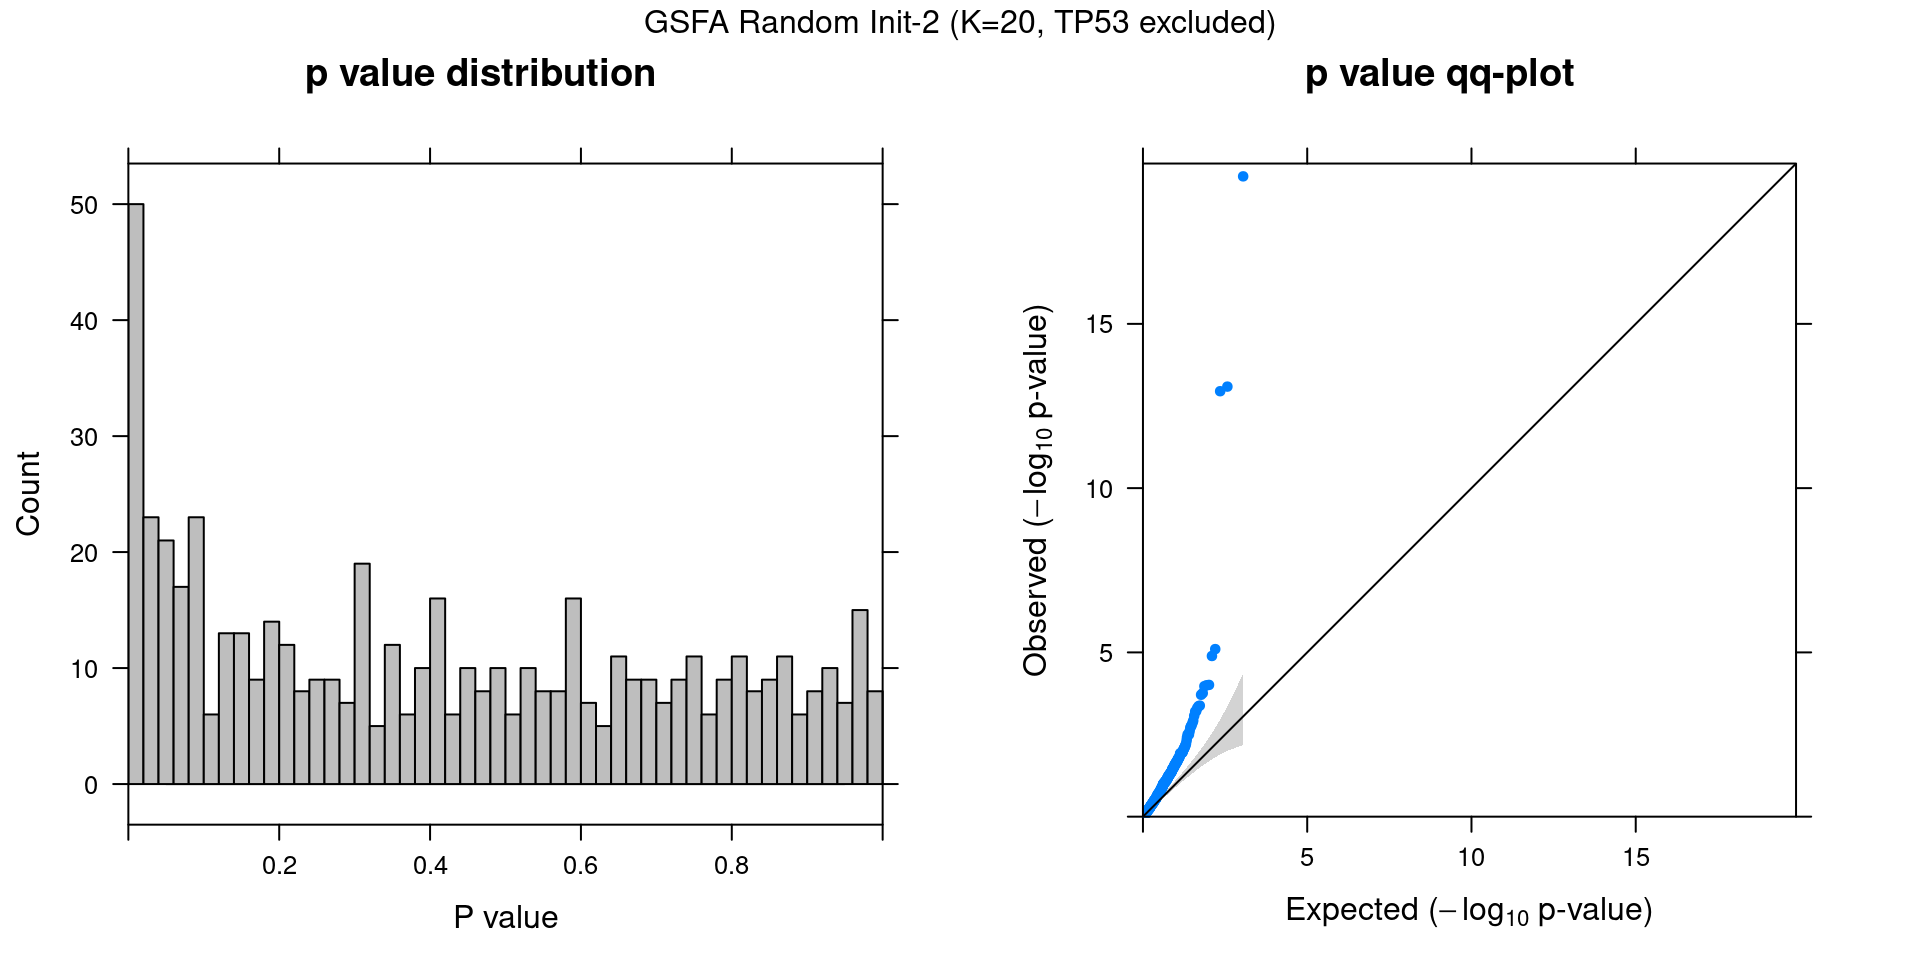 GSFA Random Init-2 (K=20, TP53 excluded)
p value distribution
50
40
30
20
10
0
Count
0.2 0.4 0.6 0.8
P value
p value qq-plot
15
10
5
Observed (−log10 p-value)
5 10 15
Expected (−log10 p-value)